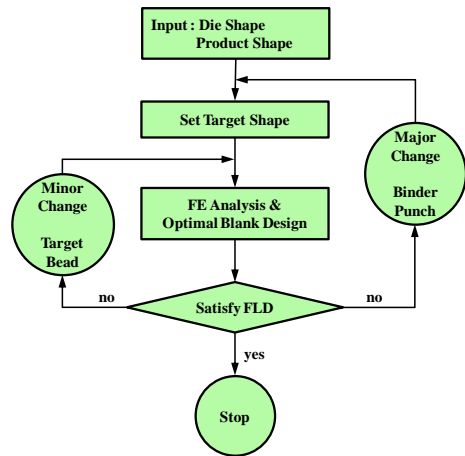 Input : Die Shape
Product Shape
Set Target Shape
Major
Change
Binder
Punch
Minor
Change
Target
Bead
FE Analysis &
Optimal Blank Design
no
Satisfy FLD
no
yes
Stop